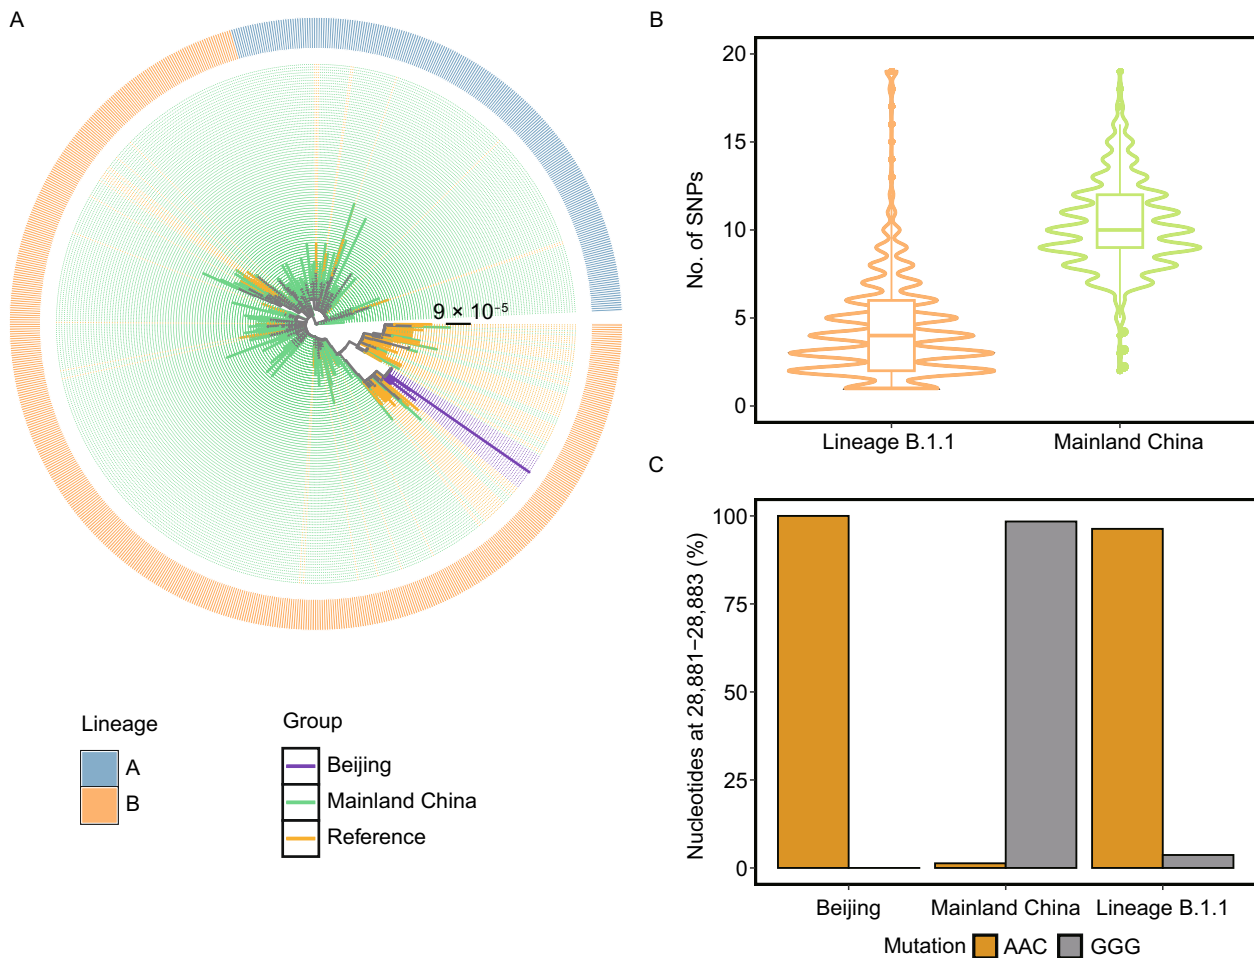 A
9 × 10−5
Lineage
A
B
Group
Beijing
Mainland China
Reference
B
No. of SNPs
20
15
10
5
0
Lineage B.1.1
Mainland China
C
Nucleotides at 28,881−28,883 (%)
100
75
50
25
0
Beijing
Mainland China
Lineage B.1.1
Mutation AAC GGG